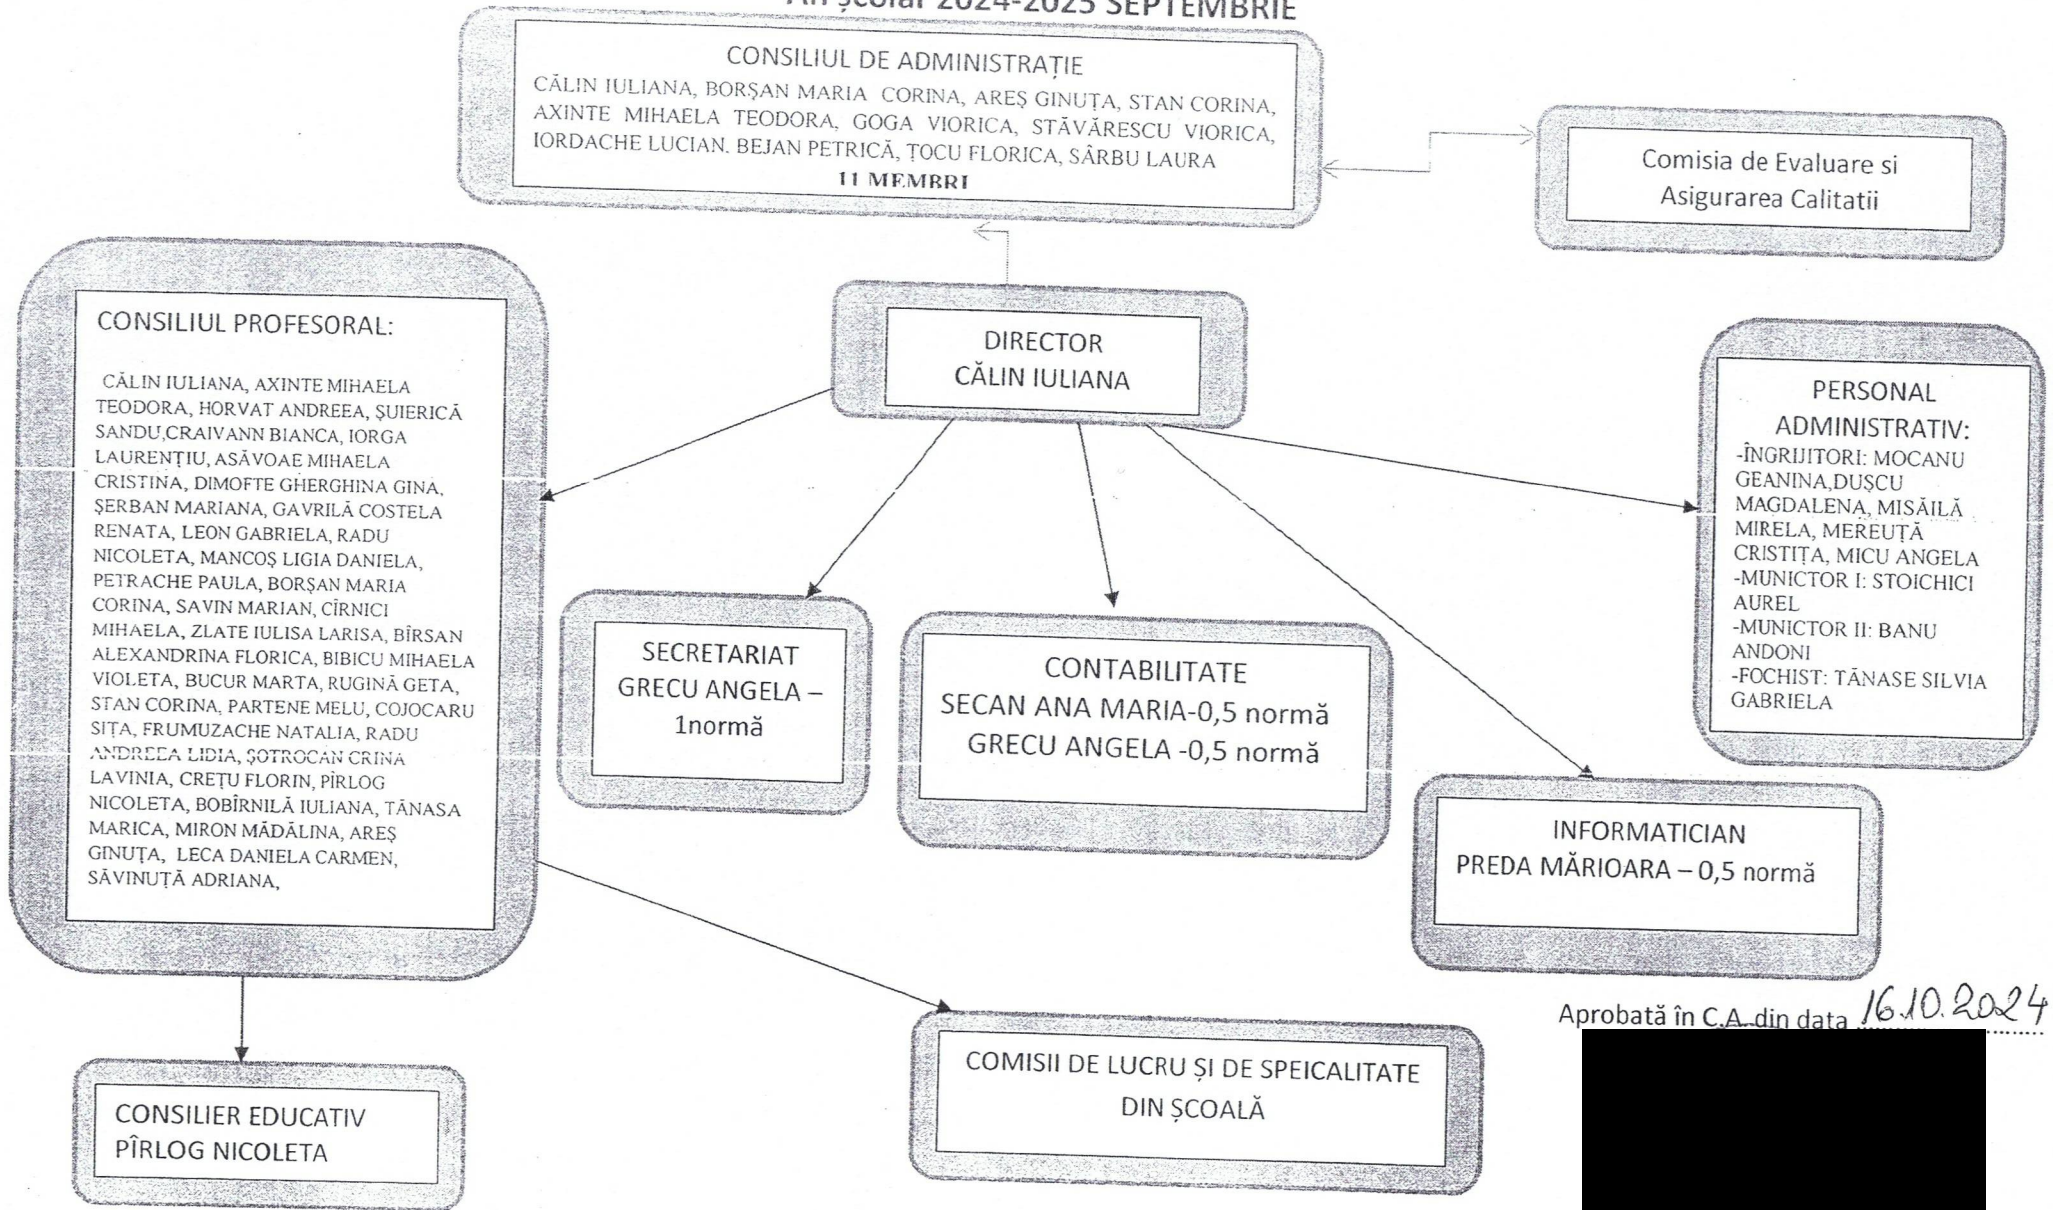 An școlar 2024-2025 SEPTEMBRIE
CONSILIUL DE ADMINISTRAȚIE
CĂLIN IULIANA, BORȘAN MARIA CORINA, AREȘ GINUȚA, STAN CORINA,
AXINTE MIHAELA TEODORA, GOGA VIORICA, STĂVĂRESCU VIORICA,
IORDACHE LUCIAN. BEJAN PETRICĂ, ȚOCU FLORICA, SÂRBU LAURA
11 MEMBRI
Comisia de Evaluare si
Asigurarea Calitatii
CONSILIUL PROFESORAL:
CĂLIN IULIANA, AXINTE MIHAELA
TEODORA, HORVAT ANDREEA, ȘUIERICĂ
SANDU,CRAIVANN BIANCA, IORGA
LAURENȚIU, ASĂVOAE MIHAELA
CRISTINA, DIMOFTE GHERGHINA GINA,
ȘERBAN MARIANA, GAVRILĂ COSTELA
RENATA, LEON GABRIELA, RADU
NICOLETA, MANCOȘ LIGIA DANIELA,
PETRACHE PAULA, BORȘAN MARIA
CORINA, SAVIN MARIAN, CÎRNICI
MIHAELA, ZLATE IULISA LARISA, BÎRSAN
ALEXANDRINA FLORICA, BIBICU MIHAELA
VIOLETA, BUCUR MARTA, RUGINĂ GETA,
STAN CORINA, PARTENE MELU, COJOCARU
SIȚA, FRUMUZACHE NATALIA, RADU
ANDREEA LIDIA, ȘOTROCAN CRINA
LAVINIA, CREȚU FLORIN, PÎRLOG
NICOLETA, BOBÎRNILĂ IULIANA, TĂNASA
MARICA, MIRON MĂDĂLINA, AREȘ
GINUȚA, LECA DANIELA CARMEN,
SĂVINUȚĂ ADRIANA,
DIRECTOR
CĂLIN IULIANA
PERSONAL
ADMINISTRATIV:
-ÎNGRIJITORI: MOCANU
GEANINA,DUȘCU
MAGDALENA, MISĂILĂ
MIRELA, MEREUȚĂ
CRISTIȚA, MICU ANGELA
-MUNICTOR I: STOICHICI
AUREL
-MUNICTOR II: BANU
ANDONI
-FOCHIST: TĂNASE SILVIA
GABRIELA
SECRETARIAT
GRECU ANGELA –
1normă
CONTABILITATE
SECAN ANA MARIA-0,5 normă
GRECU ANGELA -0,5 normă
INFORMATICIAN
PREDA MĂRIOARA – 0,5 normă
Aprobată în C.A. din data 16.10.2024
COMISII DE LUCRU ȘI DE SPEICALITATE
DIN ȘCOALĂ
CONSILIER EDUCATIV
PÎRLOG NICOLETA